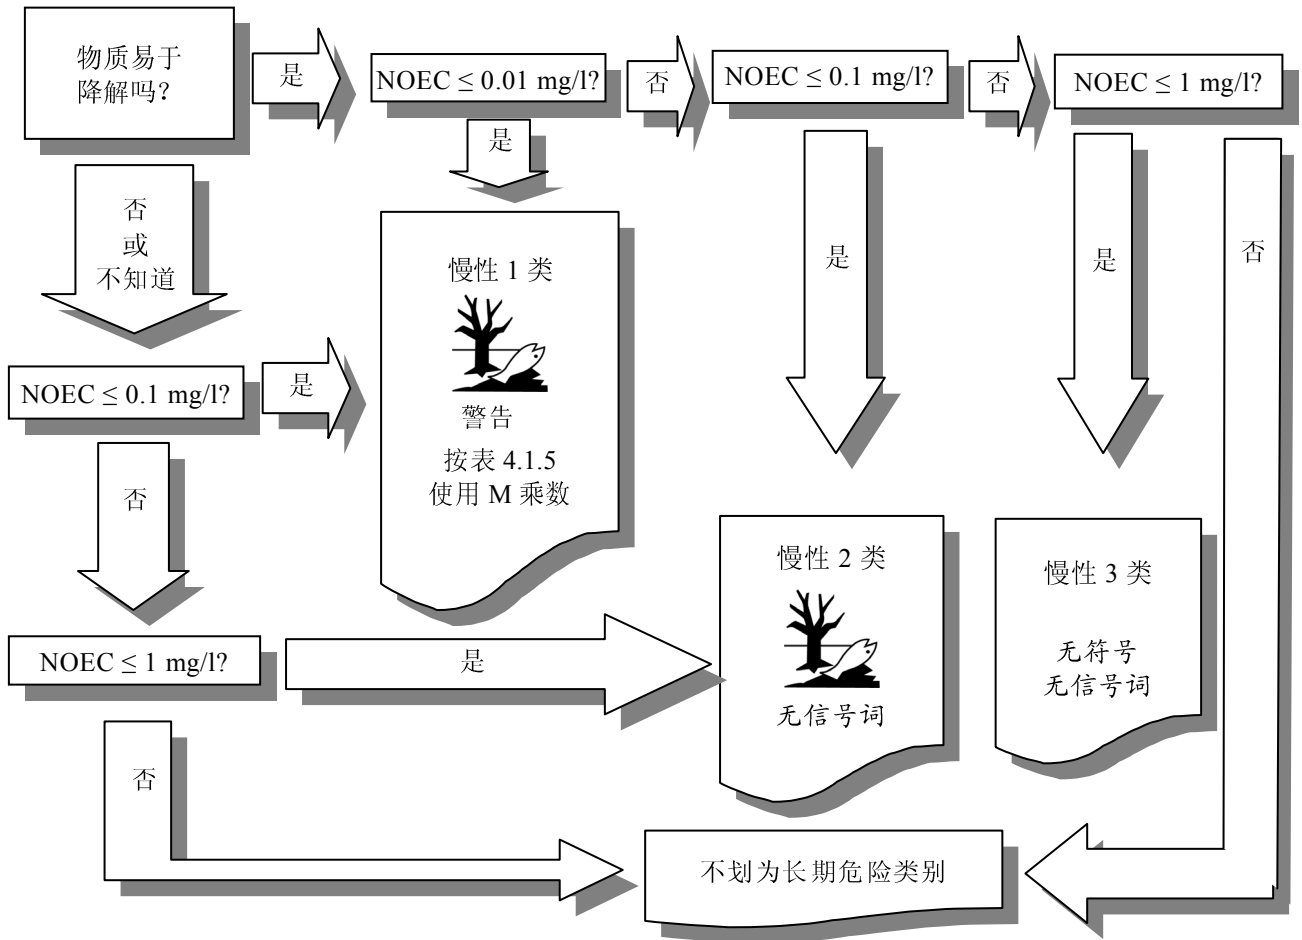 物质易于
降解吗？
是
NOEC ≤ 0.01 mg/l?
否
NOEC ≤ 0.1 mg/l?
否
NOEC ≤ 1 mg/l?
否
或
不知道
是
慢性 1 类
警告
按表 4.1.5
使用 M 乘数
是
是
否
NOEC ≤ 0.1 mg/l?
是
否
慢性 2 类
无信号词
慢性 3 类
无符号
无信号词
NOEC ≤ 1 mg/l?
是
否
不划为长期危险类别